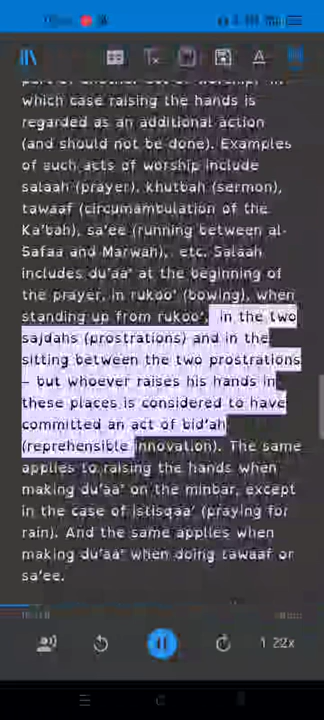 which case raising the hands is
regarded as an additional action
(and should not be done). Examples
of such acts of worship include
salaah (prayer), khutbah (sermon),
tawaaf (circumambulation of the
Ka'bah), sa'ee (running between al-
Safaa and Marwah), etc. Salaah
includes du'aa' at the beginning of
the prayer, in rukoo' (bowing), when
standing up from rukoo', in the two
sajdahs (prostrations) and in the
sitting between the two prostrations
– but whoever raises his hands in
these places is considered to have
committed an act of bid'ah
(reprehensible innovation). The same
applies to raising the hands when
making du'aa' on the minbar, except
in the case of istisqaa' (praying for
rain). And the same applies when
making du'aa' when doing tawaaf or
sa'ee.
1.22x